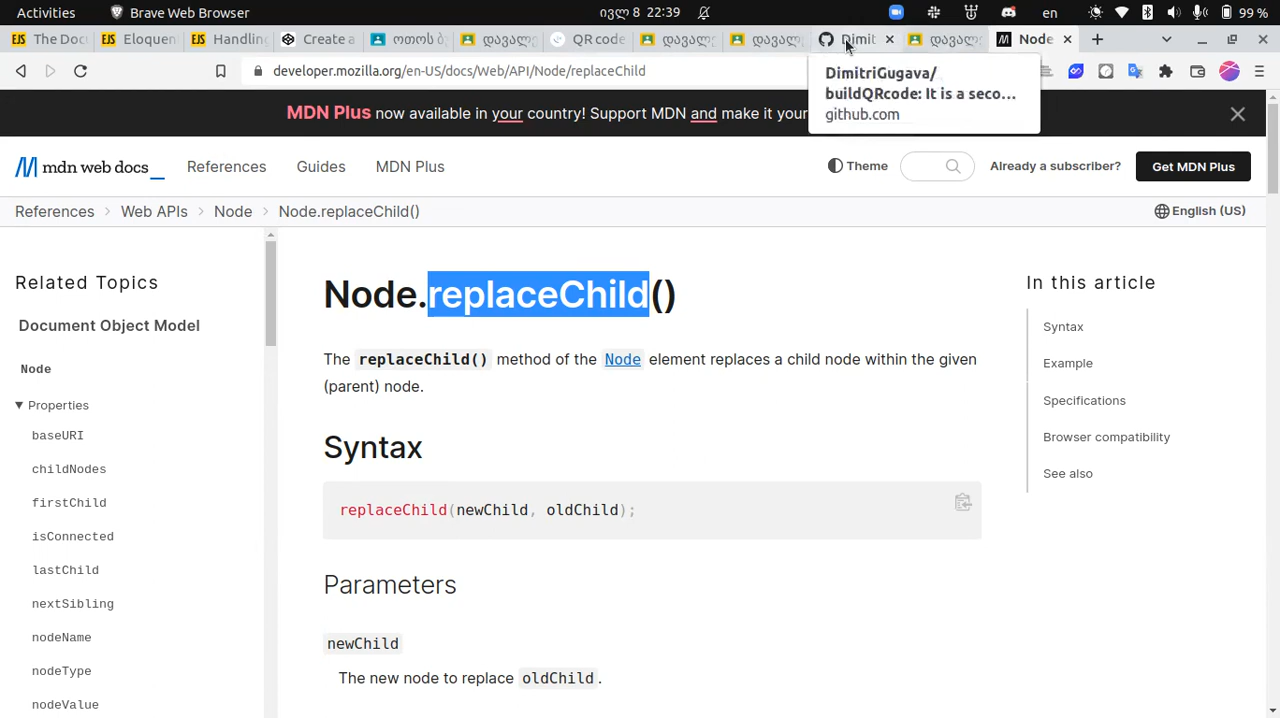 Activities
Brave Web Browser
ივლ 8 22:39
en
99 %
The Doc
Eloquen
Handlin
Create a
ოთოს ბ
დავალე
QR code
დავალე
დავალე
Dimit
დავალე
Node
developer.mozilla.org/en-US/docs/Web/API/Node/replaceChild
DimitriGugava/
buildQRcode: It is a seco...
github.com
MDN Plus now available in your country! Support MDN and make it your
mdn web docs
References
Guides
MDN Plus
Theme
Already a subscriber?
Get MDN Plus
References
Web APIs
Node
Node.replaceChild()
English (US)
Related Topics
Document Object Model
Node
Properties
baseURI
childNodes
firstChild
isConnected
lastChild
nextSibling
nodeName
nodeType
nodeValue
Node.replaceChild()
The replaceChild() method of the Node element replaces a child node within the given
(parent) node.
Syntax
replaceChild(newChild, oldChild);
Parameters
newChild
The new node to replace oldChild.
In this article
Syntax
Example
Specifications
Browser compatibility
See also